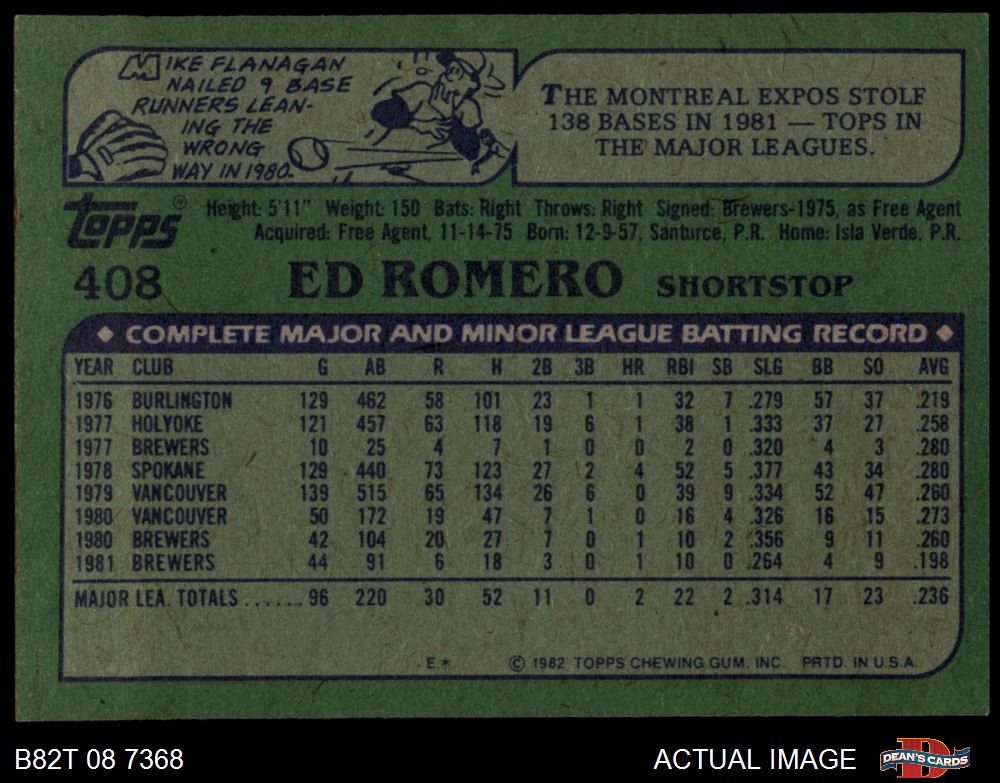 MIKE FLANAGAN
NAILED 9 BASE
RUNNERS LEAN-
ING THE
WRONG
WAY IN 1980.
THE MONTREAL EXPOS STOLE
138 BASES IN 1981 — TOPS IN
THE MAJOR LEAGUES.
TOPPS ® Height: 5'11" Weight: 150 Bats: Right Throws: Right Signed: Brewers-1975, as Free Agent
Acquired: Free Agent, 11-14-75 Born: 12-9-57, Santurce, P.R. Home: Isla Verde, P.R.
408 ED ROMERO SHORTSTOP
◆ COMPLETE MAJOR AND MINOR LEAGUE BATTING RECORD ◆
YEAR CLUB G AB R H 2B 3B HR RBI SB SLG BB SO AVG
1976 BURLINGTON 129 462 58 101 23 1 1 32 7 .279 57 37 .219
1977 HOLYOKE 121 457 63 118 19 6 1 38 1 .333 37 27 .258
1977 BREWERS 10 25 4 7 1 0 0 2 0 .320 4 3 .280
1978 SPOKANE 129 440 73 123 27 2 4 52 5 .377 43 34 .280
1979 VANCOUVER 139 515 65 134 26 6 0 39 9 .334 52 47 .260
1980 VANCOUVER 50 172 19 47 7 1 0 16 4 .326 16 15 .273
1980 BREWERS 42 104 20 27 7 0 1 10 2 .356 9 11 .260
1981 BREWERS 44 91 6 18 3 0 1 10 0 .264 4 9 .198
MAJOR LEA. TOTALS ....... 96 220 30 52 11 0 2 22 2 .314 17 23 .236
E* © 1982 TOPPS CHEWING GUM, INC. PRTD. IN U.S.A.
B82T 08 7368 ACTUAL IMAGE D DEAN'S CARDS